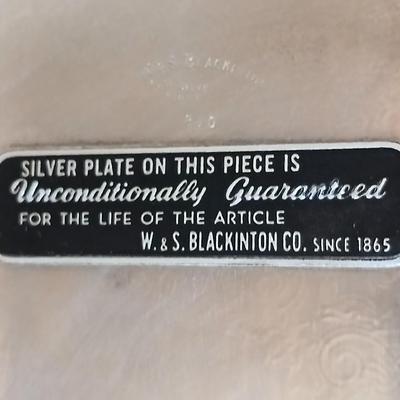 SILVER PLATE ON THIS PIECE IS
Unconditionally Guaranteed
FOR THE LIFE OF THE ARTICLE
W. & S. BLACKINTON CO. SINCE 1865